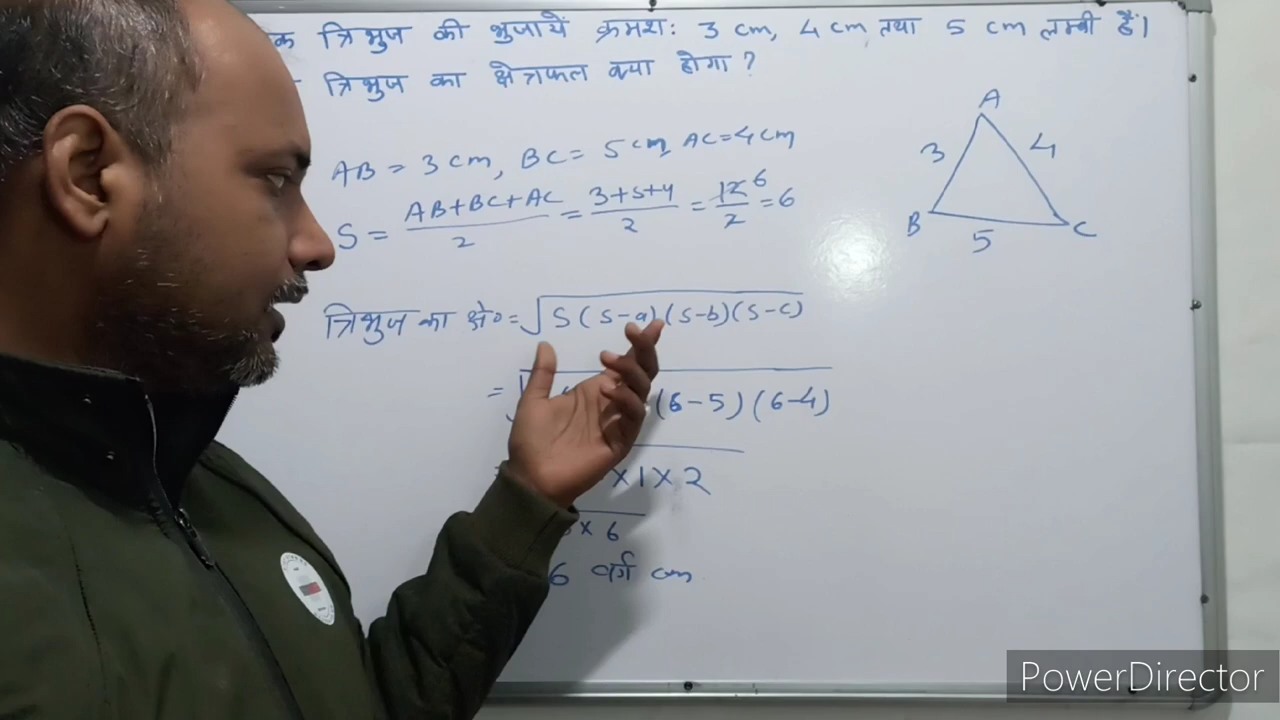 क त्रिभुज की भुजायें क्रमश: 3 cm, 4 cm तथा 5 cm लम्बी हैं।
त्रिभुज का क्षेत्रफल क्या होगा ?
A
3
4
B
5
C
AB = 3 cm, BC = 5 cm, AC = 4 cm
S = AB+BC+AC / 2 = 3+5+4 / 2 = 12 6 / 2 = 6
त्रिभुज का क्षे० = √S(S-a)(S-b)(S-c)
= √ (6-5)(6-4)
= ×1×2
× 6
6 वर्ग cm
PowerDirector